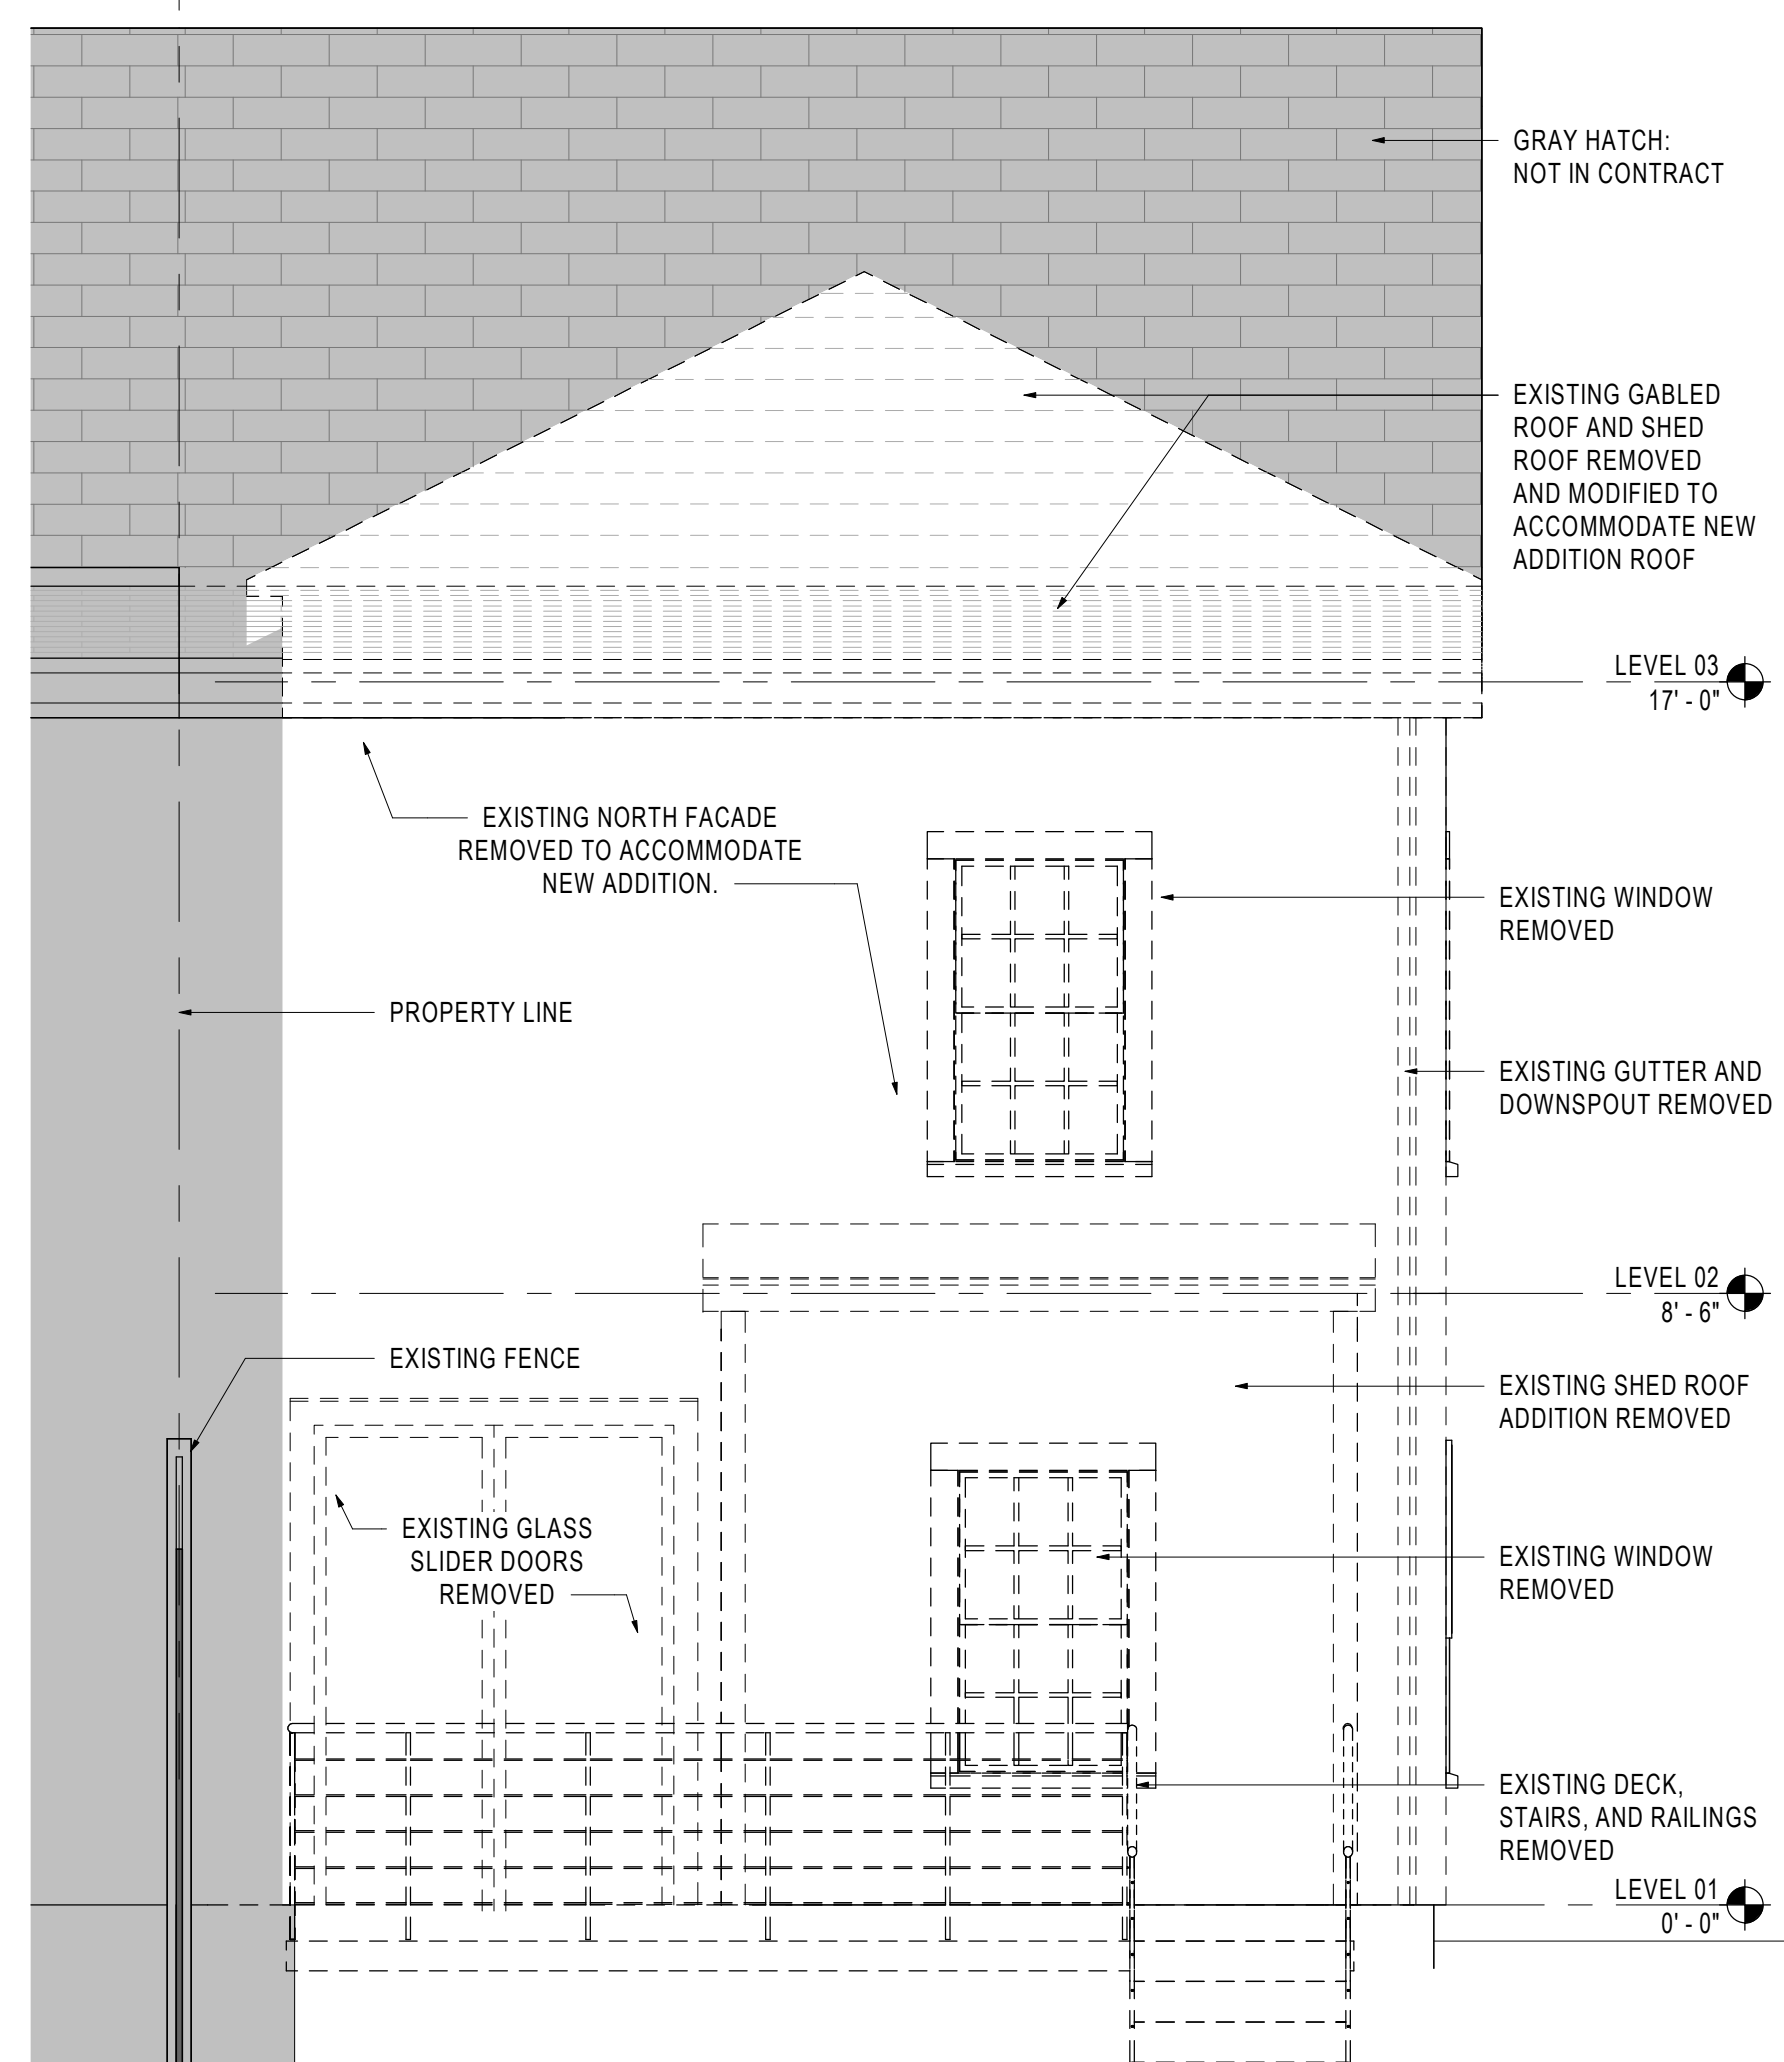 GRAY HATCH:
NOT IN CONTRACT
EXISTING GABLED
ROOF AND SHED
ROOF REMOVED
AND MODIFIED TO
ACCOMMODATE NEW
ADDITION ROOF
LEVEL 03
17' - 0"
EXISTING NORTH FACADE
REMOVED TO ACCOMMODATE
NEW ADDITION.
EXISTING WINDOW
REMOVED
PROPERTY LINE
EXISTING GUTTER AND
DOWNSPOUT REMOVED
LEVEL 02
8' - 6"
EXISTING FENCE
EXISTING SHED ROOF
ADDITION REMOVED
EXISTING GLASS
SLIDER DOORS
REMOVED
EXISTING WINDOW
REMOVED
EXISTING DECK,
STAIRS, AND RAILINGS
REMOVED
LEVEL 01
0' - 0"